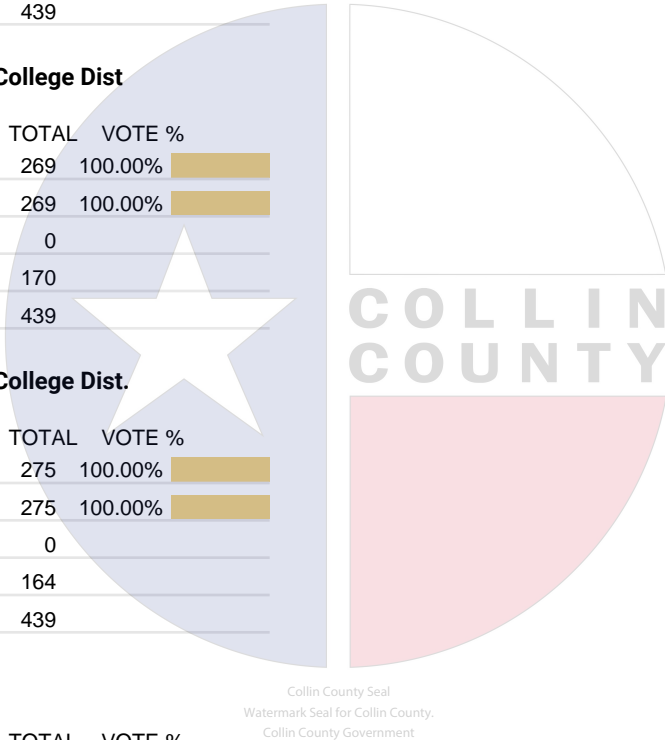 439
College Dist
TOTAL VOTE %
269 100.00%
269 100.00%
0
170
439
College Dist.
TOTAL VOTE %
275 100.00%
275 100.00%
0
164
439
TOTAL VOTE %
COLLIN
COUNTY
Collin County Seal
Watermark Seal for Collin County.
Collin County Government